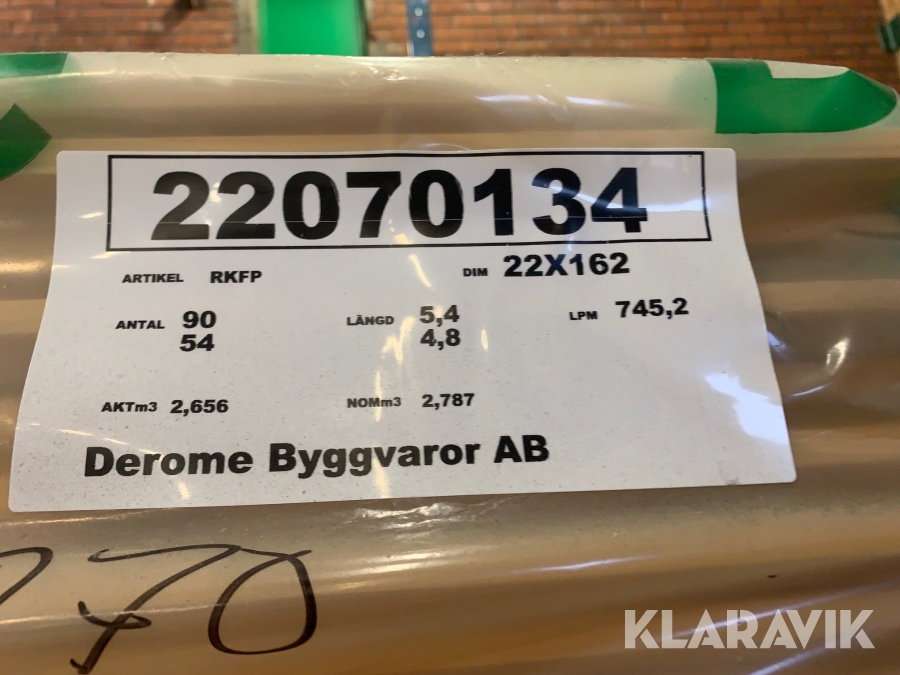 22070134
ARTIKEL RKFP DIM 22X162
ANTAL 90 LÄNGD 5,4 LPM 745,2
54 4,8
AKTm3 2,656 NOMm3 2,787
Derome Byggvaror AB
70
KLARAVIK